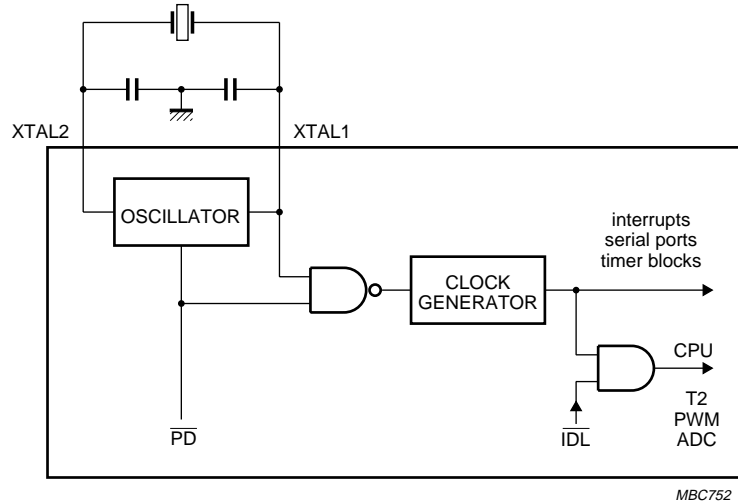 XTAL2
XTAL1
OSCILLATOR
interrupts
serial ports
timer blocks
CLOCK
GENERATOR
CPU
PD
IDL
T2
PWM
ADC
MBC752